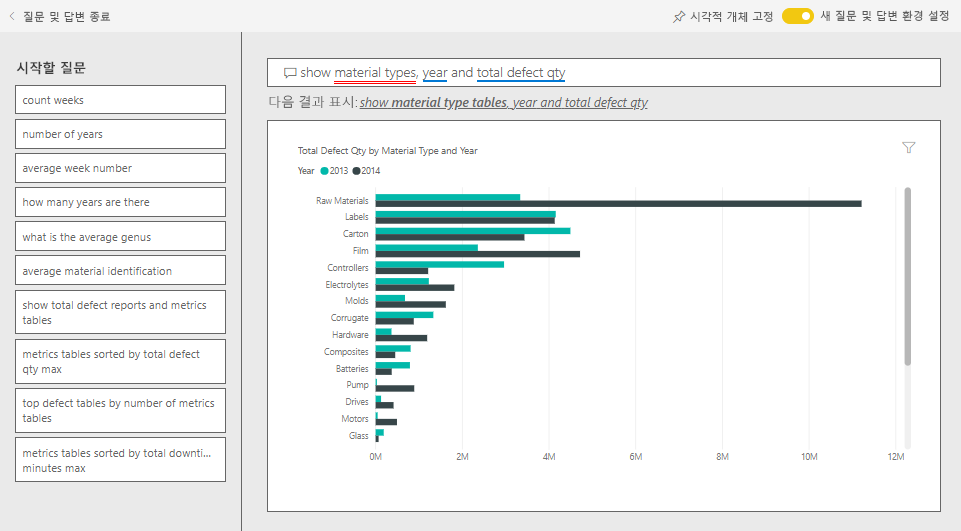 질문 및 답변 종료
시각적 개체 고정
새 질문 및 답변 환경 설정
시작할 질문
count weeks
number of years
average week number
how many years are there
what is the average genus
average material identification
show total defect reports and metrics
tables
metrics tables sorted by total defect
qty max
top defect tables by number of metrics
tables
metrics tables sorted by total downti...
minutes max
show material types, year and total defect qty
다음 결과 표시: show material type tables, year and total defect qty
Total Defect Qty by Material Type and Year
Year 2013 2014
Raw Materials
Labels
Carton
Film
Controllers
Electrolytes
Molds
Corrugate
Hardware
Composites
Batteries
Pump
Drives
Motors
Glass
0M 2M 4M 6M 8M 10M 12M